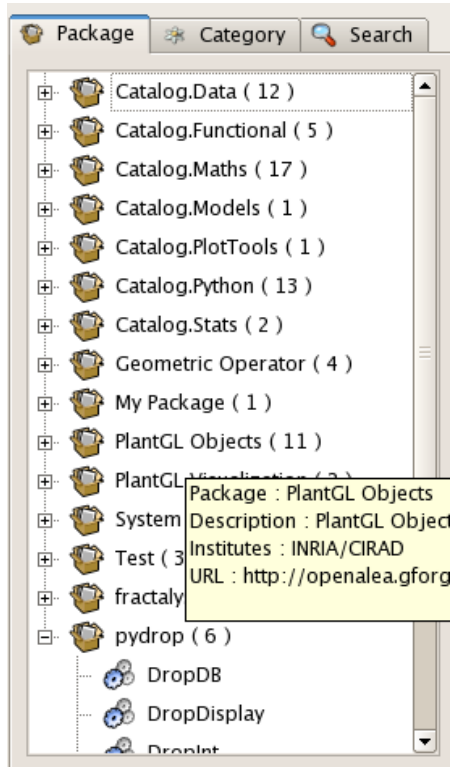 Package Category Search
Catalog.Data ( 12 )
Catalog.Functional ( 5 )
Catalog.Maths ( 17 )
Catalog.Models ( 1 )
Catalog.PlotTools ( 1 )
Catalog.Python ( 13 )
Catalog.Stats ( 2 )
Geometric Operator ( 4 )
My Package ( 1 )
PlantGL Objects ( 11 )
PlantGL
Package : PlantGL Objects
System
Description : PlantGL Object
Institutes : INRIA/CIRAD
Test ( 3
URL : http://openalea.gforg
fractaly
pydrop ( 6 )
DropDB
DropDisplay
DropInt